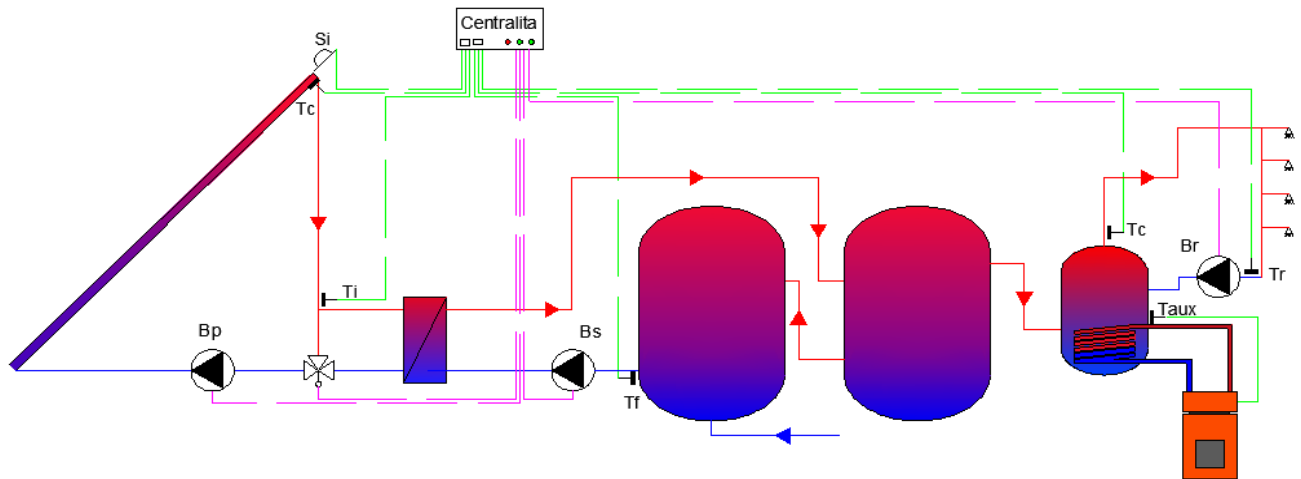 Centralita
Si
Tc
Tc
Br
Tr
Ti
Taux
Bp
Bs
Tf